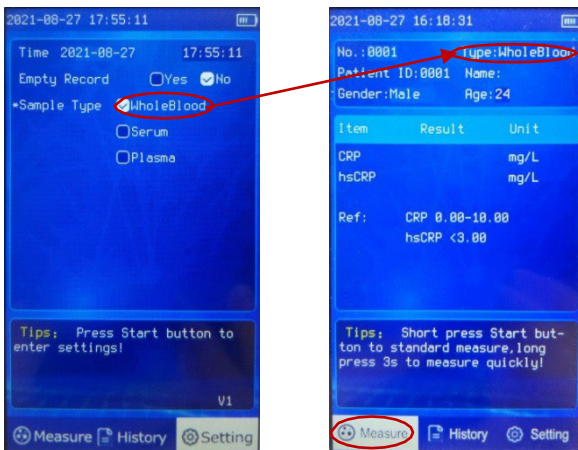 2021-08-27 17:55:11
Time 2021-08-27 17:55:11
Empty Record Yes No
*Sample Type WholeBlood
Serum
Plasma
Tips: Press Start button to
enter settings!
V1
Measure History Setting
2021-08-27 16:18:31
No.:0001 Type:WholeBlood
Patient ID:0001 Name:
Gender:Male Age:24
Item Result Unit
CRP mg/L
hsCRP mg/L
Ref: CRP 0.00-10.00
hsCRP <3.00
Tips: Short press Start but-
ton to standard measure,long
press 3s to measure quickly!
Measure History Setting